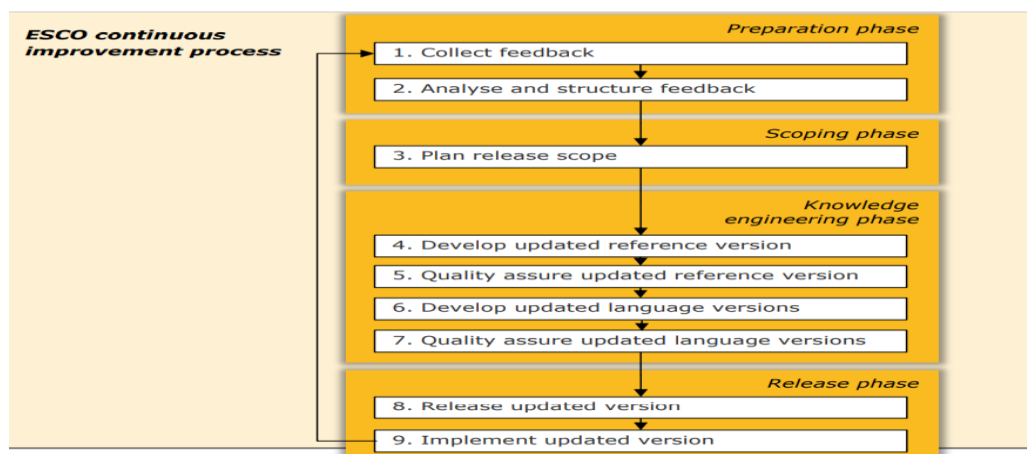 ESCO continuous
improvement process
Preparation phase
1. Collect feedback
2. Analyse and structure feedback
Scoping phase
3. Plan release scope
Knowledge
engineering phase
4. Develop updated reference version
5. Quality assure updated reference version
6. Develop updated language versions
7. Quality assure updated language versions
Release phase
8. Release updated version
9. Implement updated version